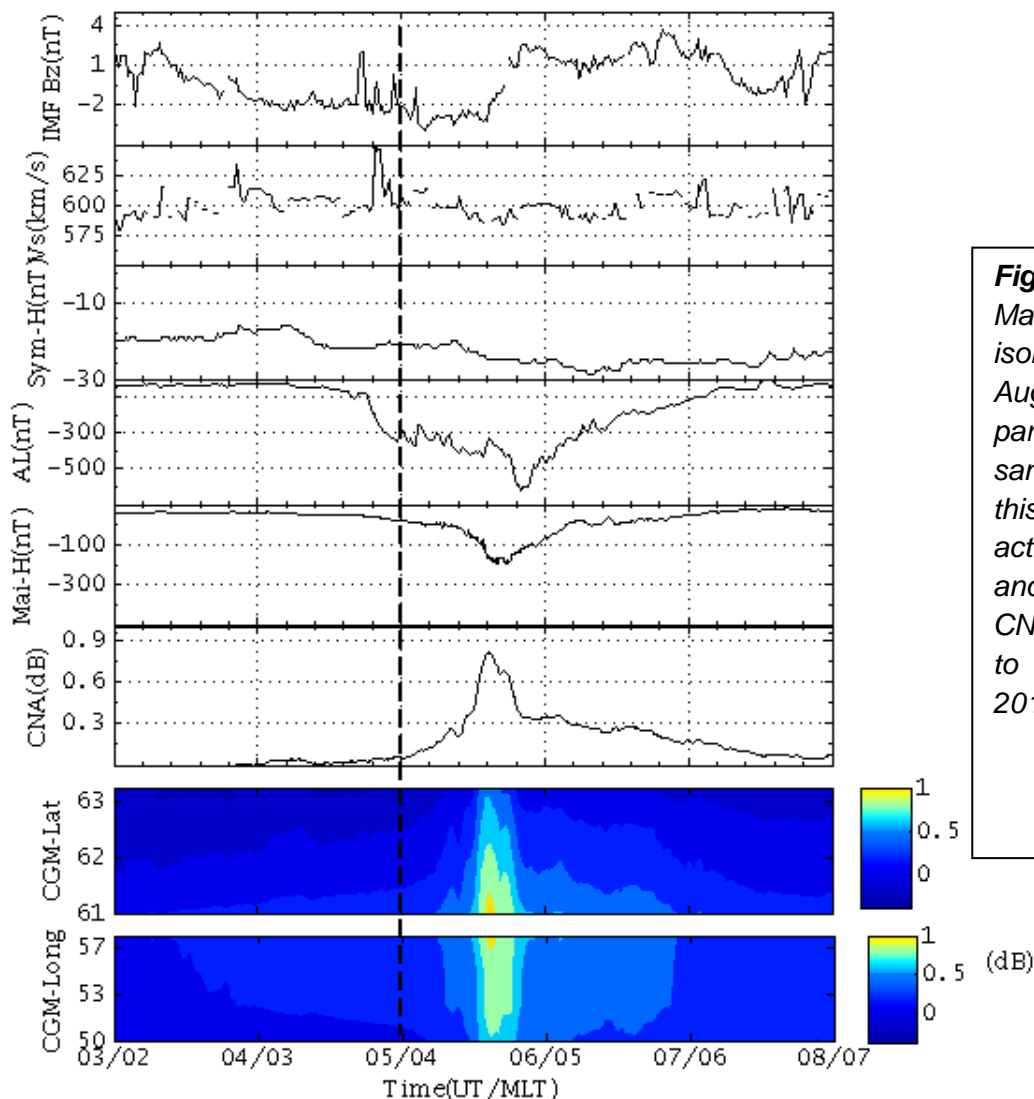 IMF Bz(nT)
4
1
−2
Vs(km/s)
625
600
575
Sym-H(nT)
−10
−30
AL(nT)
−300
−500
Mai-H(nT)
−100
−300
CNA(dB)
0.9
0.6
0.3
CGM-Lat
63
62
61
1
0.5
0
CGM-Long
57
53
50
1
0.5
0
(dB)
03/02 04/03 05/04 06/05 07/06 08/07
Time(UT/MLT)
Fig
Ma
isol
Aug
par
san
this
act
and
CN
to
201